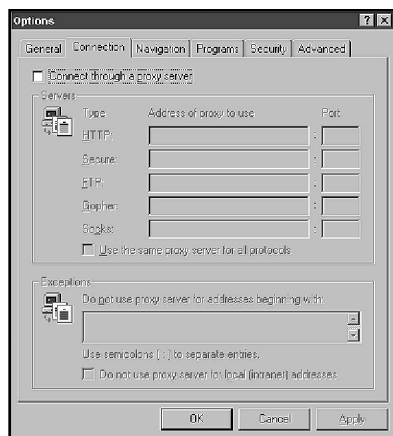 Options
General Connection Navigation Programs Security Advanced
Connect through a proxy server
Servers
Type Address of proxy to use Port
HTTP: :
Secure: :
FTP: :
Gopher: :
Socks: :
Use the same proxy server for all protocols
Exceptions
Do not use proxy server for addresses beginning with:
Use semicolons ( ; ) to separate entries.
Do not use proxy server for local (intranet) addresses
OK Cancel Apply